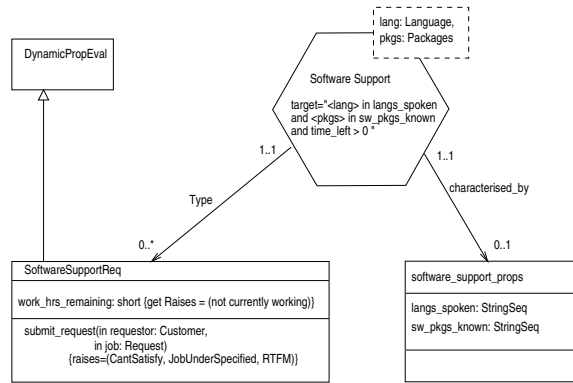 lang: Language,
pkgs: Packages
DynamicPropEval
Software Support
target="<lang> in langs_spoken
and <pkgs> in sw_pkgs_known
and time_left > 0 "
1..1
1..1
Type
characterised_by
0..*
0..1
SoftwareSupportReq
work_hrs_remaining: short {get Raises = (not currently working)}
submit_request(in requestor: Customer,
in job: Request)
{raises=(CantSatisfy, JobUnderSpecified, RTFM)}
software_support_props
langs_spoken: StringSeq
sw_pkgs_known: StringSeq